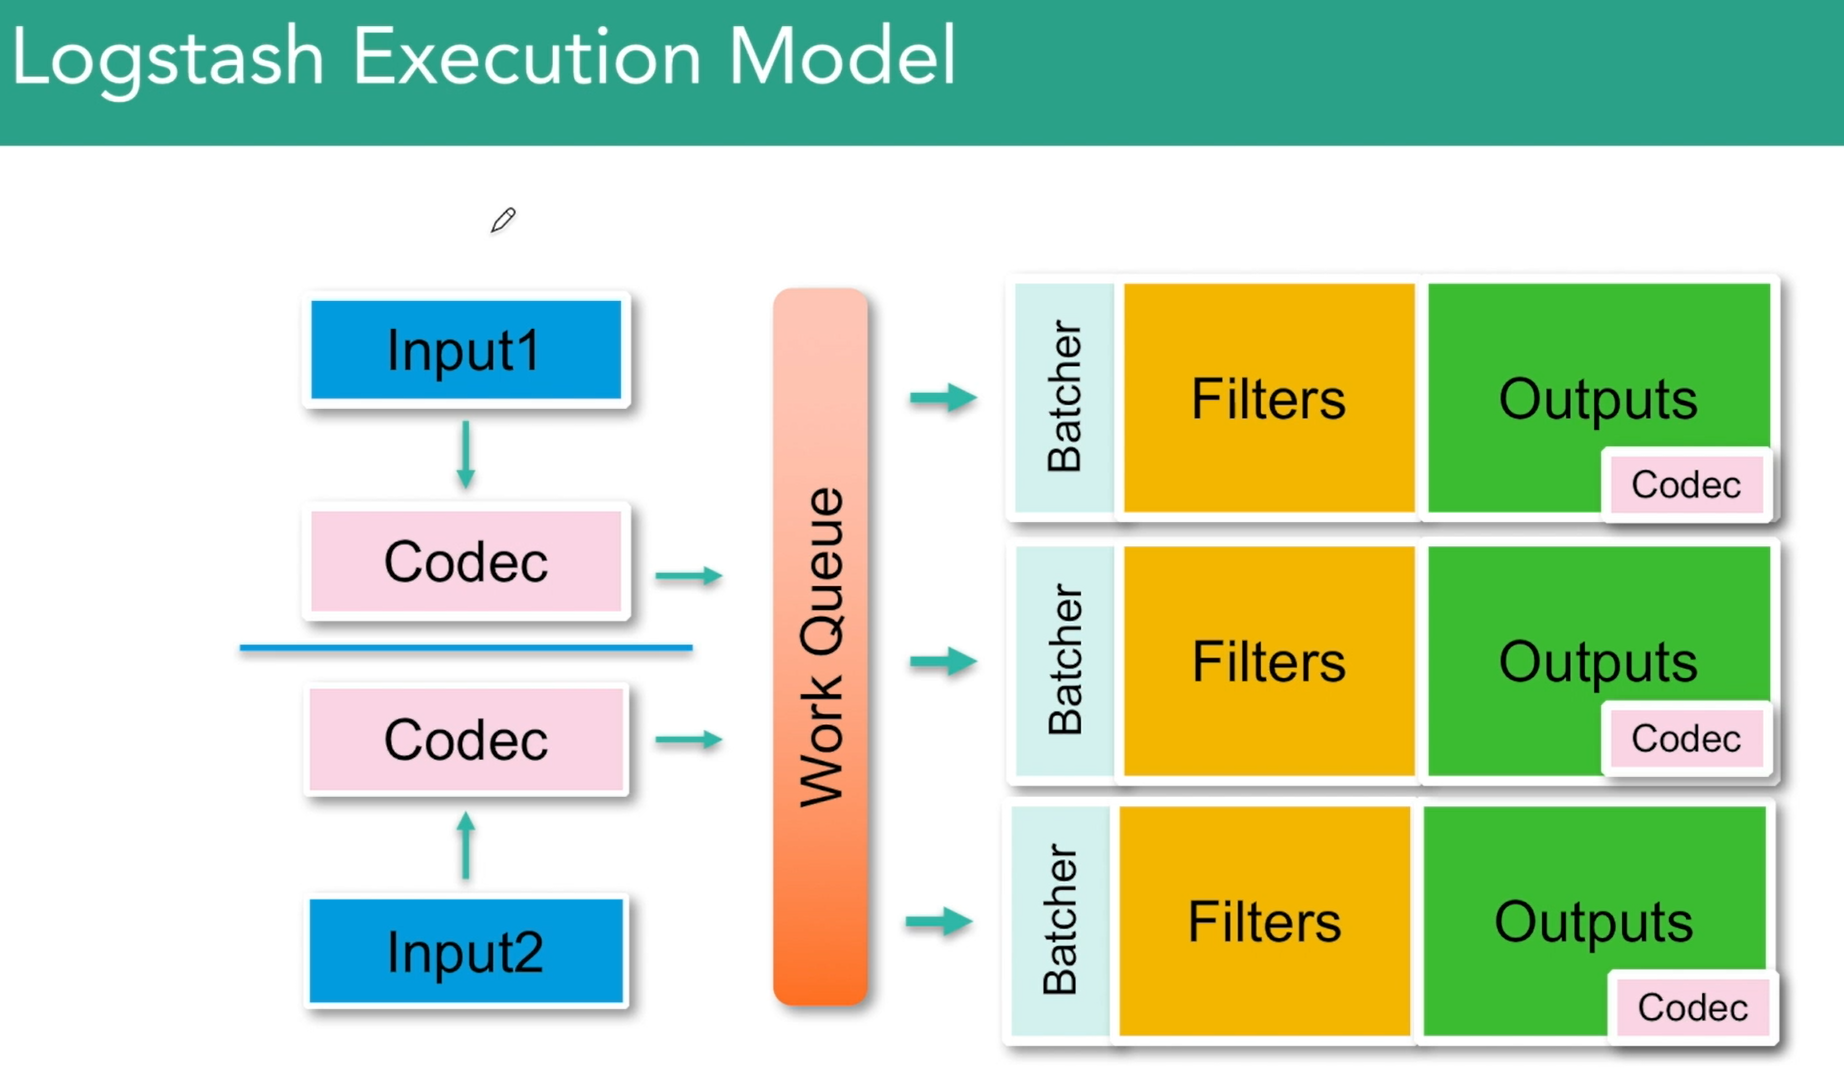 Logstash Execution Model
Input1
Codec
Codec
Input2
Work Queue
Batcher
Filters
Outputs
Codec
Batcher
Filters
Outputs
Codec
Batcher
Filters
Outputs
Codec